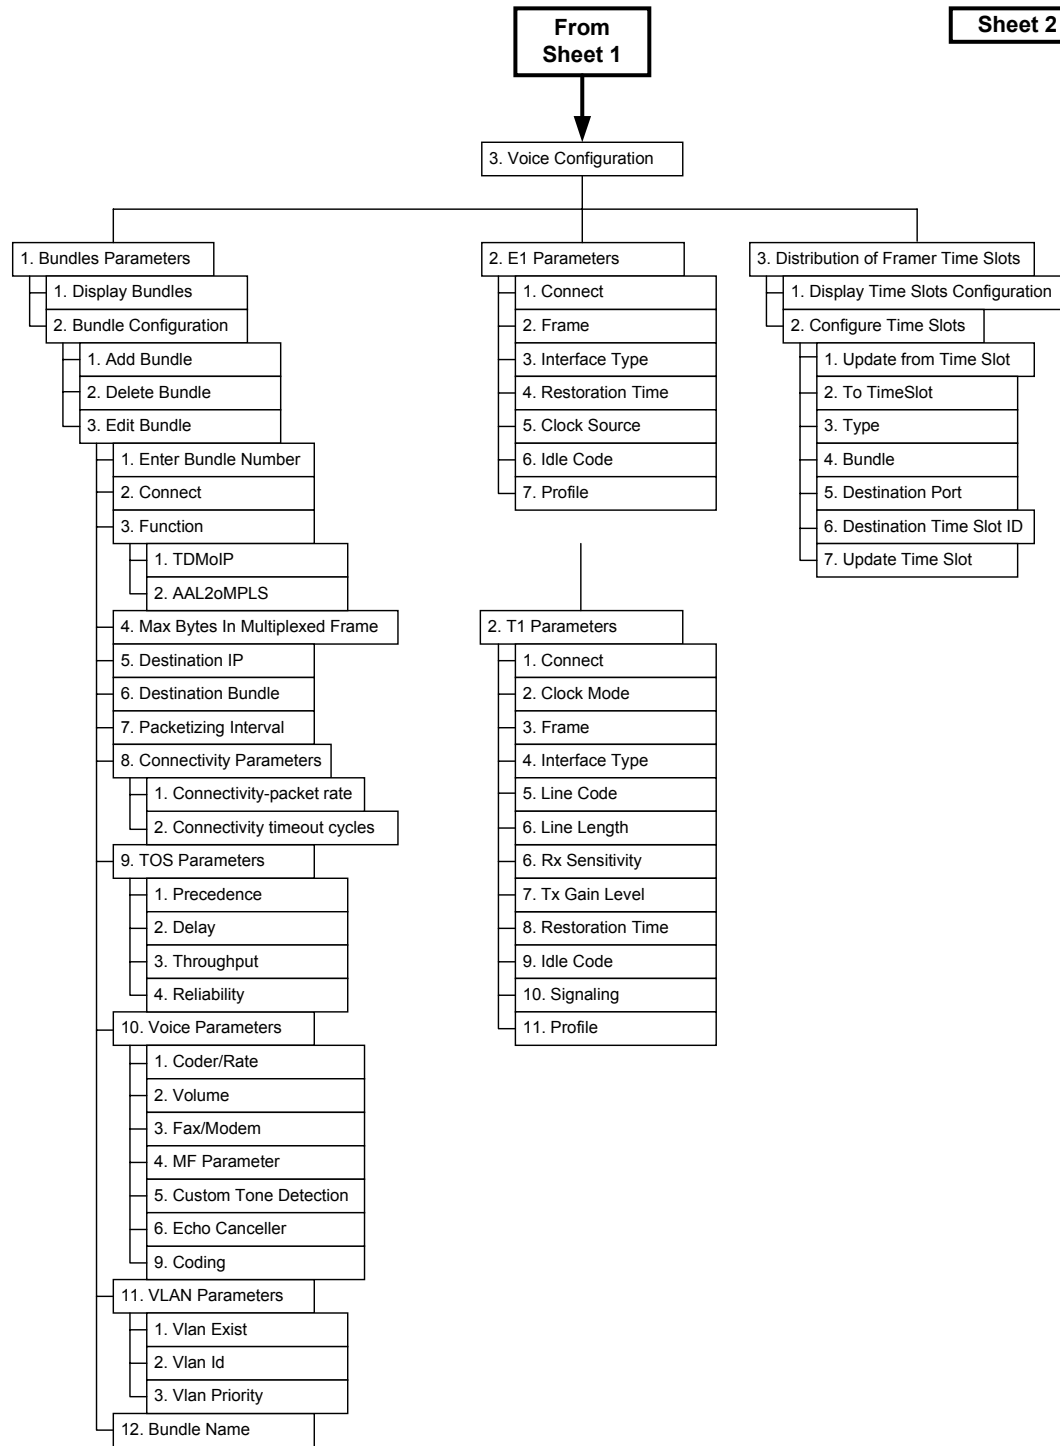 From
Sheet 1
Sheet 2
3. Voice Configuration
1. Bundles Parameters
1. Display Bundles
2. Bundle Configuration
1. Add Bundle
2. Delete Bundle
3. Edit Bundle
1. Enter Bundle Number
2. Connect
3. Function
1. TDMoIP
2. AAL2oMPLS
4. Max Bytes In Multiplexed Frame
5. Destination IP
6. Destination Bundle
7. Packetizing Interval
8. Connectivity Parameters
1. Connectivity-packet rate
2. Connectivity timeout cycles
9. TOS Parameters
1. Precedence
2. Delay
3. Throughput
4. Reliability
10. Voice Parameters
1. Coder/Rate
2. Volume
3. Fax/Modem
4. MF Parameter
5. Custom Tone Detection
6. Echo Canceller
9. Coding
11. VLAN Parameters
1. Vlan Exist
2. Vlan Id
3. Vlan Priority
12. Bundle Name
2. E1 Parameters
1. Connect
2. Frame
3. Interface Type
4. Restoration Time
5. Clock Source
6. Idle Code
7. Profile
2. T1 Parameters
1. Connect
2. Clock Mode
3. Frame
4. Interface Type
5. Line Code
6. Line Length
6. Rx Sensitivity
7. Tx Gain Level
8. Restoration Time
9. Idle Code
10. Signaling
11. Profile
3. Distribution of Framer Time Slots
1. Display Time Slots Configuration
2. Configure Time Slots
1. Update from Time Slot
2. To TimeSlot
3. Type
4. Bundle
5. Destination Port
6. Destination Time Slot ID
7. Update Time Slot